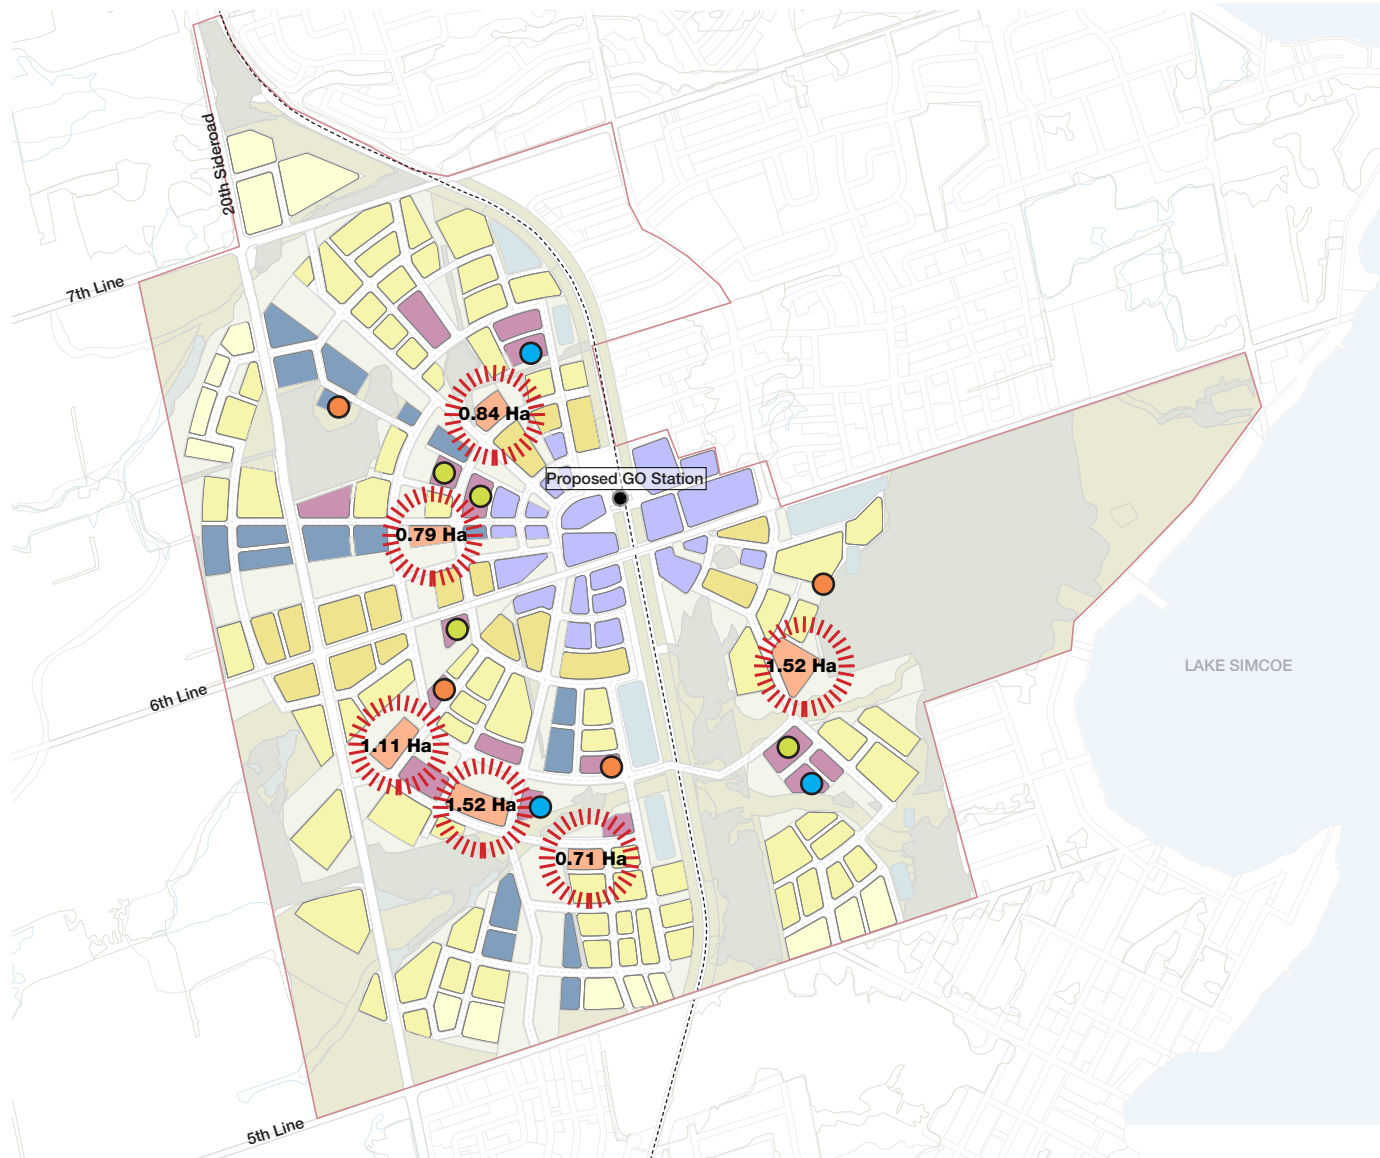 20th Sideroad
7th Line
0.84 Ha
Proposed GO Station
0.79 Ha
1.52 Ha
LAKE SIMCOE
6th Line
1.11 Ha
1.52 Ha
0.71 Ha
5th Line